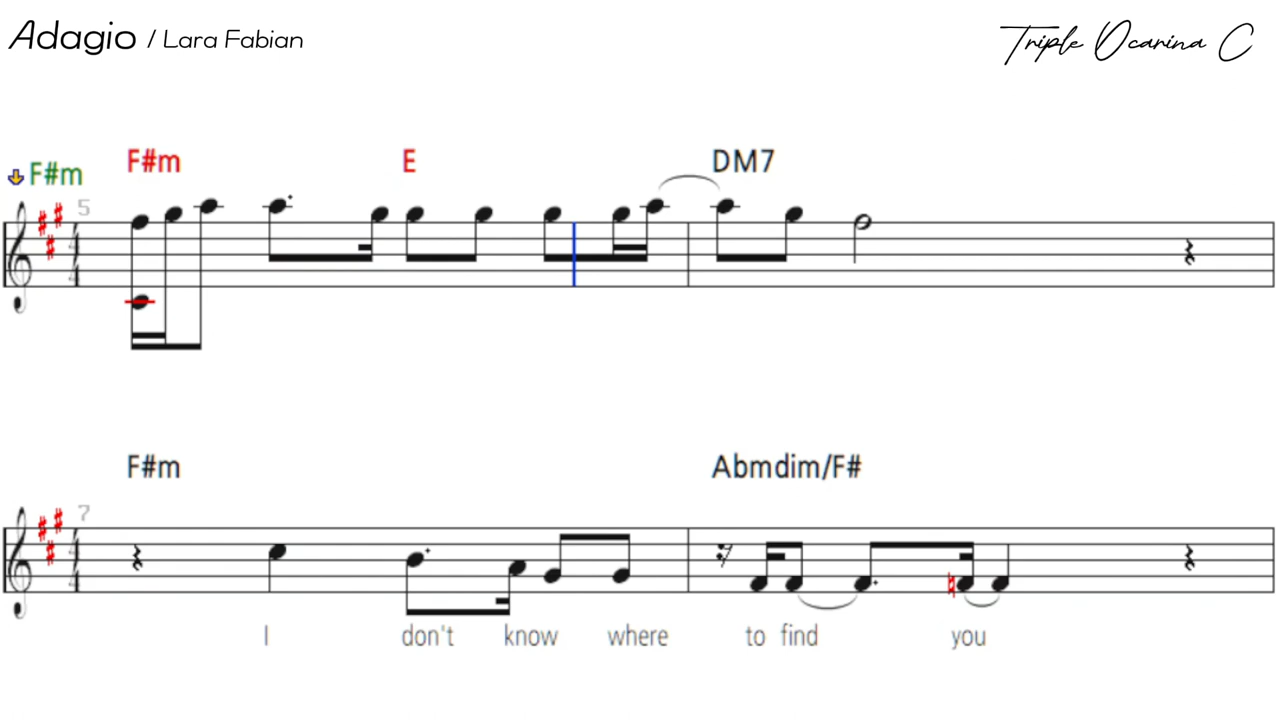 Adagio / Lara Fabian
Triple Ocarina C
F#m F#m E DM7
5
F#m Abmdim/F#
7
I don't know where to find you